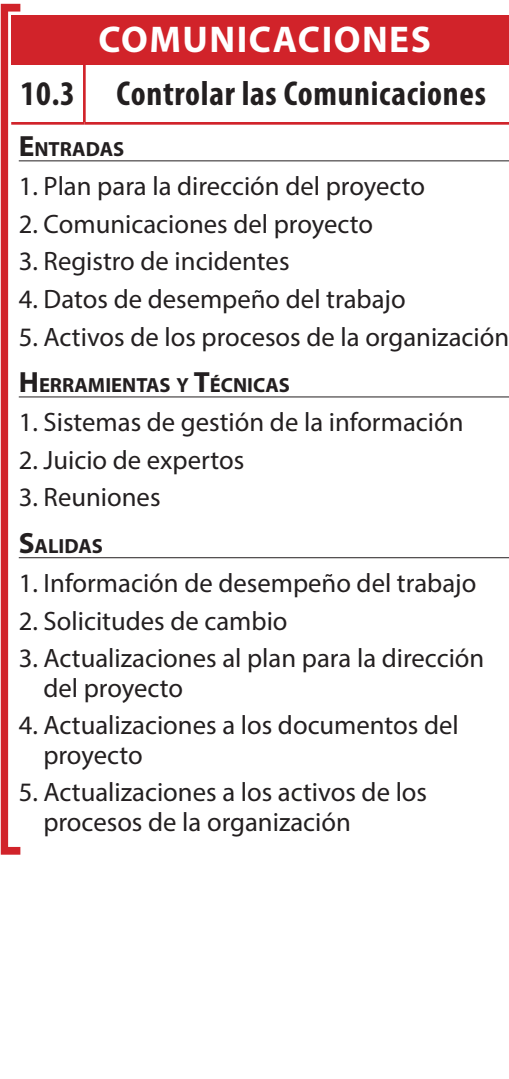 COMUNICACIONES
10.3 Controlar las Comunicaciones
ENTRADAS
1. Plan para la dirección del proyecto
2. Comunicaciones del proyecto
3. Registro de incidentes
4. Datos de desempeño del trabajo
5. Activos de los procesos de la organización
HERRAMIENTAS Y TÉCNICAS
1. Sistemas de gestión de la información
2. Juicio de expertos
3. Reuniones
SALIDAS
1. Información de desempeño del trabajo
2. Solicitudes de cambio
3. Actualizaciones al plan para la dirección
del proyecto
4. Actualizaciones a los documentos del
proyecto
5. Actualizaciones a los activos de los
procesos de la organización